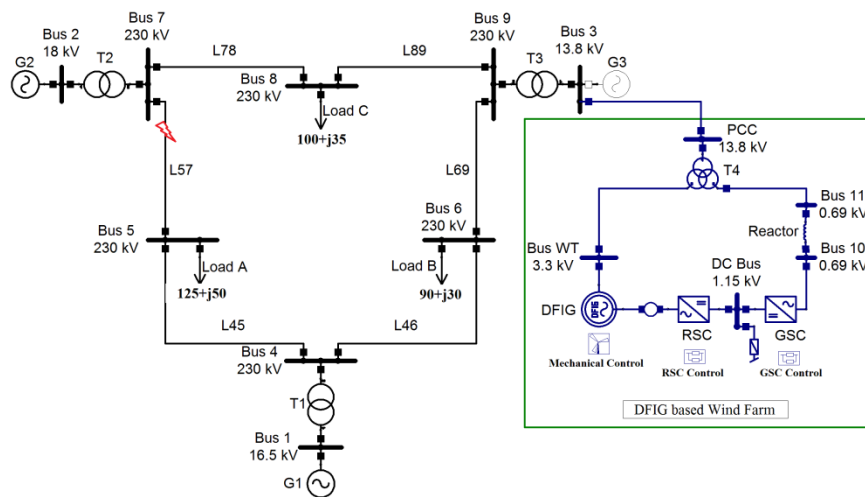 Bus 7
230 kV
Bus 9
230 kV
Bus 2
18 kV
T2
L78
L89
T3
Bus 3
13.8 kV
G2
G3
Bus 8
230 kV
Load C
100+j35
PCC
13.8 kV
T4
L57
L69
Bus 5
230 kV
Bus 6
230 kV
Load A
125+j50
Load B
90+j30
Bus 11
0.69 kV
Reactor
Bus 10
0.69 kV
Bus WT
3.3 kV
DC Bus
1.15 kV
DFIG
DFIG
RSC
GSC
Mechanical Control
RSC Control
GSC Control
L45
L46
Bus 4
230 kV
T1
DFIG based Wind Farm
Bus 1
16.5 kV
G1